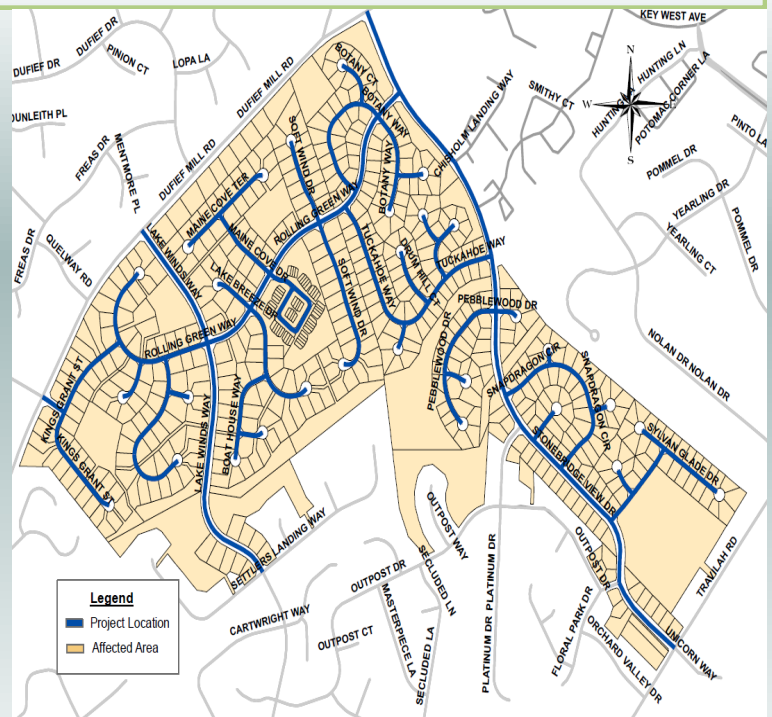 KEY WEST AVE
DUFIEF DR
DUFIEF DR
PINION CT
LOPA LA
DUFIEF MILL RD
BOTANY CT
SMITHY CT
HUNTING LN
N
W
S
POTOMAC CORNER LA
PINTO LA
FREAS DR
MENTMORE PL
DUFIEF MILL RD
SOFT WIND DR
BOTANY WAY
BOTANY WAY
CHISHOLM LANDING WAY
POMMEL DR
YEARLING DR
YEARLING CT
POMMEL DR
FREAS DR
QUELWAY RD
LAKE WINDS WAY
MAINE COVE TER
MAINE COVE DR
ROLLING GREEN WAY
TUCKAHOE WAY
DRUM HILL CT
TUCKAHOE WAY
LAKE BREEZE DR
SOFT WIND DR
PEBBLEWOOD DR
PEBBLEWOOD DR
NOLAN DR NOLAN DR
ROLLING GREEN WAY
KINGS GRANT ST
KINGS GRANT ST
LAKE WINDS WAY
BOAT HOUSE WAY
SNAPDRAGON CIR
SNAPDRAGON CIR
SYLVAN GLADE DR
STONEBRIDGE VIEW DR
SETTLERS LANDING WAY
OUTPOST WAY
SECLUDED LN
OUTPOST DR
OUTPOST DR
TRAVILAH RD
CARTWRIGHT WAY
OUTPOST CT
MASTERPIECE LA
SECLUDED LA
PLATINUM DR PLATINUM DR
FLORAL PARK DR
ORCHARD VALLEY DR
UNICORN WAY
Legend
Project Location
Affected Area